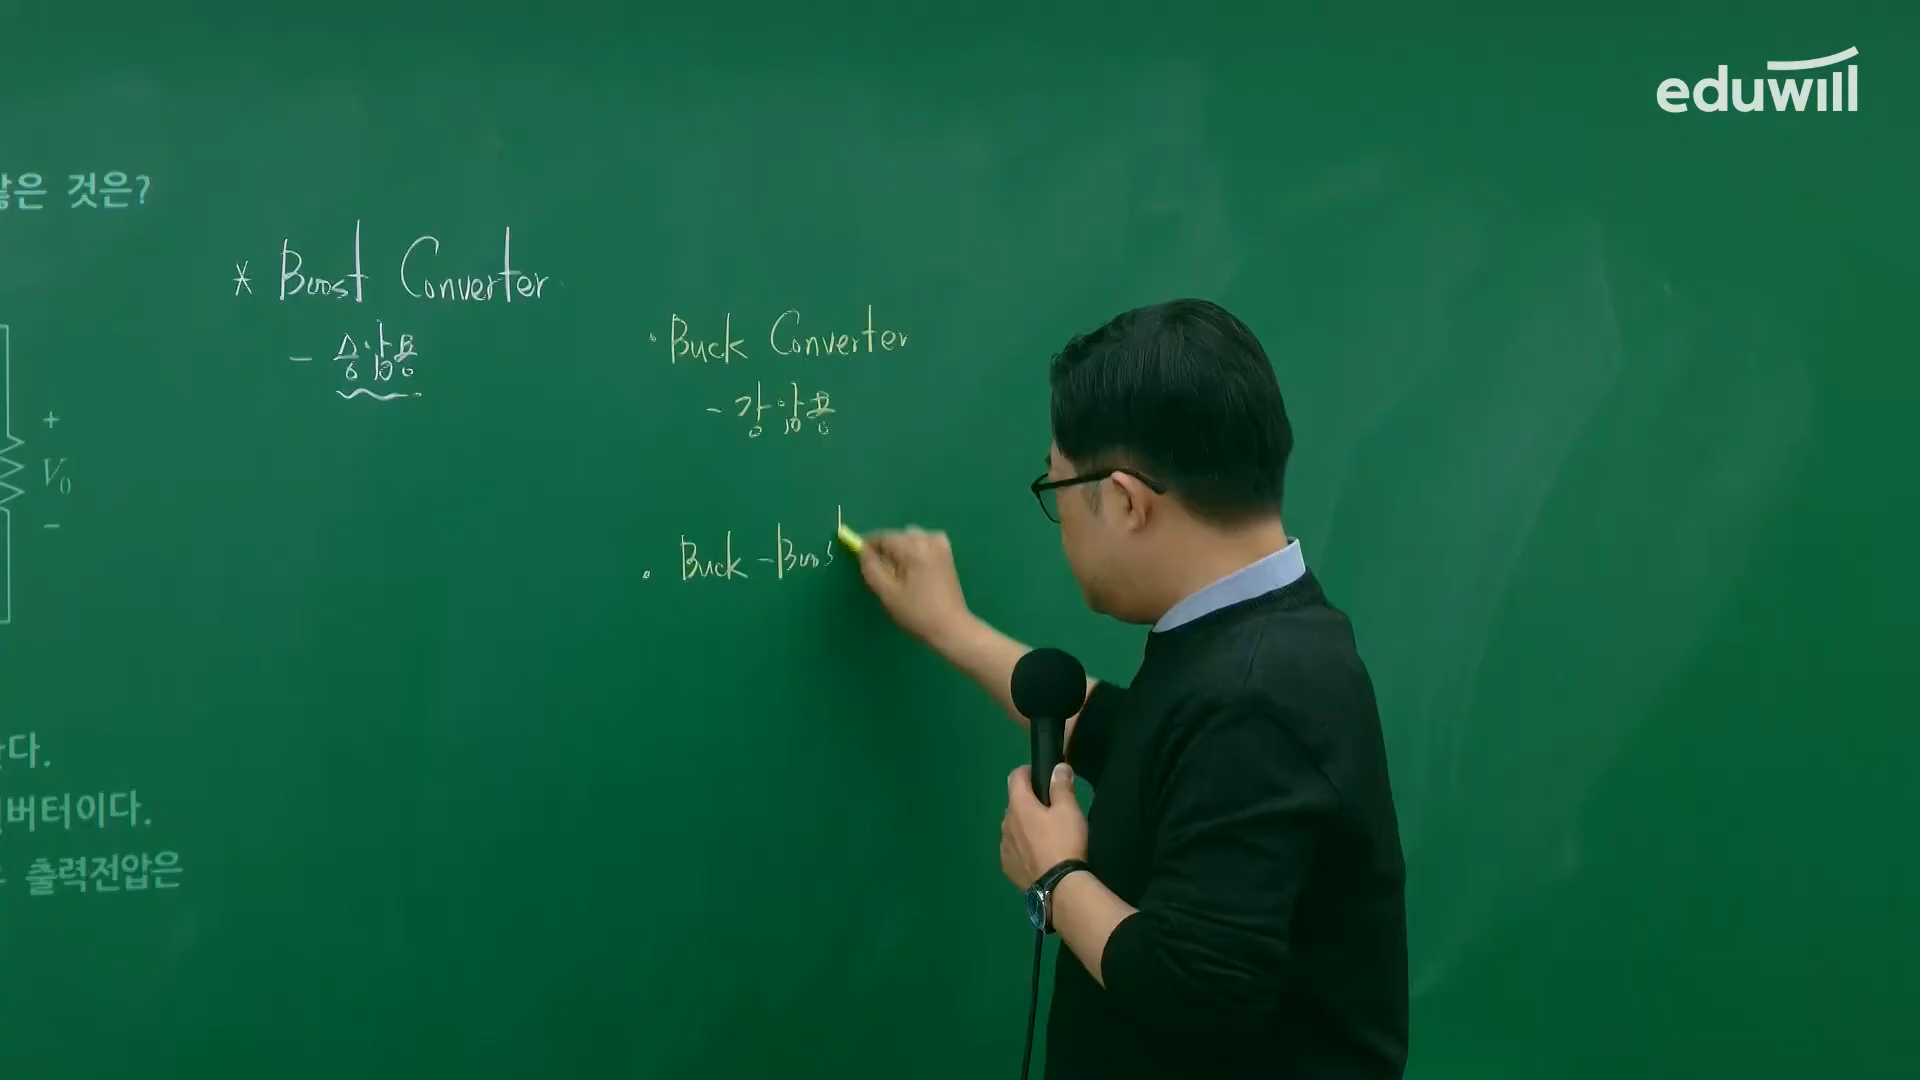 eduwill
않은 것은?
* Boost Converter
- 승압용
· Buck Converter
- 강압용
+
V₀
−
· Buck - Boost
다.
버터이다.
출력전압은